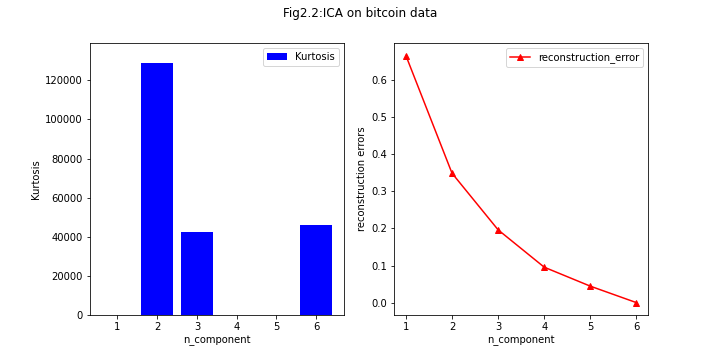 Fig2.2:ICA on bitcoin data
Kurtosis
120000
100000
80000
60000
40000
20000
0
Kurtosis
1 2 3 4 5 6
n_component
reconstruction_error
0.6
0.5
0.4
0.3
0.2
0.1
0.0
reconstruction errors
1 2 3 4 5 6
n_component